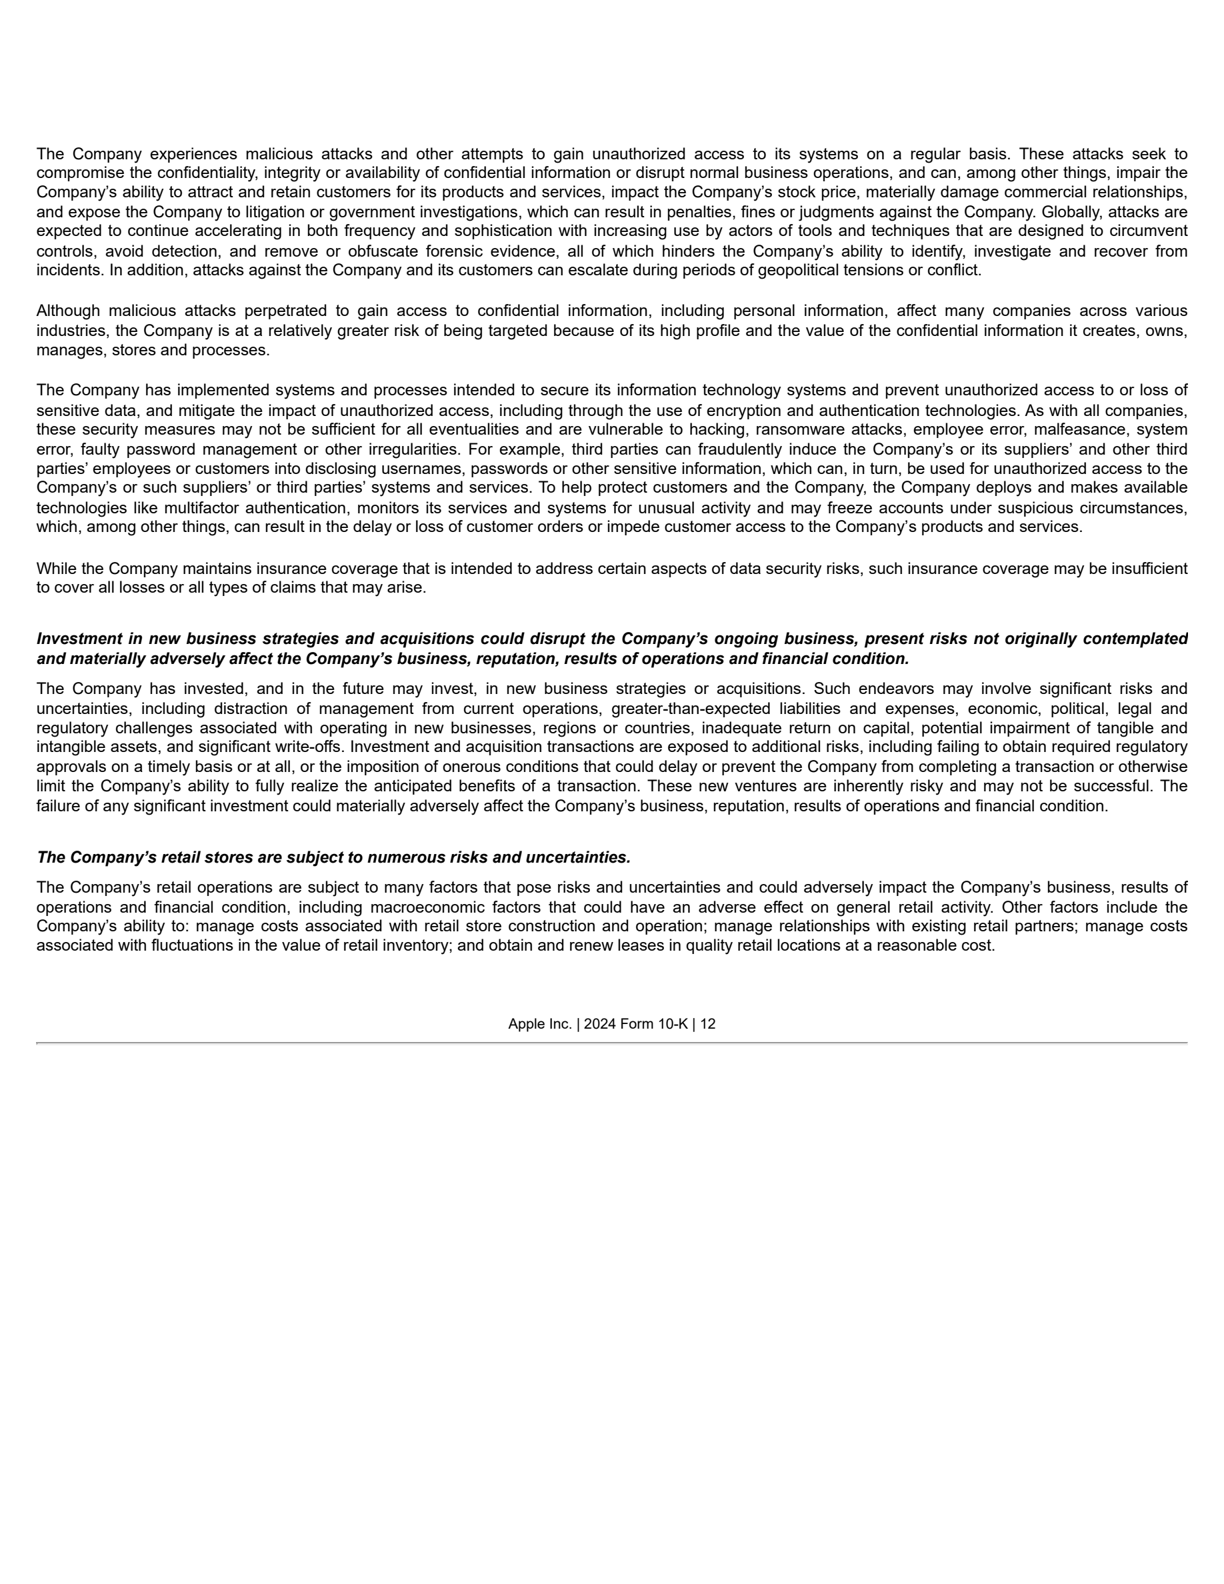 The Company experiences malicious attacks and other attempts to gain unauthorized access to its systems on a regular basis. These attacks seek to
compromise the confidentiality, integrity or availability of confidential information or disrupt normal business operations, and can, among other things, impair the
Company’s ability to attract and retain customers for its products and services, impact the Company’s stock price, materially damage commercial relationships,
and expose the Company to litigation or government investigations, which can result in penalties, fines or judgments against the Company. Globally, attacks are
expected to continue accelerating in both frequency and sophistication with increasing use by actors of tools and techniques that are designed to circumvent
controls, avoid detection, and remove or obfuscate forensic evidence, all of which hinders the Company’s ability to identify, investigate and recover from
incidents. In addition, attacks against the Company and its customers can escalate during periods of geopolitical tensions or conflict.
Although malicious attacks perpetrated to gain access to confidential information, including personal information, affect many companies across various
industries, the Company is at a relatively greater risk of being targeted because of its high profile and the value of the confidential information it creates, owns,
manages, stores and processes.
The Company has implemented systems and processes intended to secure its information technology systems and prevent unauthorized access to or loss of
sensitive data, and mitigate the impact of unauthorized access, including through the use of encryption and authentication technologies. As with all companies,
these security measures may not be sufficient for all eventualities and are vulnerable to hacking, ransomware attacks, employee error, malfeasance, system
error, faulty password management or other irregularities. For example, third parties can fraudulently induce the Company’s or its suppliers’ and other third
parties’ employees or customers into disclosing usernames, passwords or other sensitive information, which can, in turn, be used for unauthorized access to the
Company’s or such suppliers’ or third parties’ systems and services. To help protect customers and the Company, the Company deploys and makes available
technologies like multifactor authentication, monitors its services and systems for unusual activity and may freeze accounts under suspicious circumstances,
which, among other things, can result in the delay or loss of customer orders or impede customer access to the Company’s products and services.
While the Company maintains insurance coverage that is intended to address certain aspects of data security risks, such insurance coverage may be insufficient
to cover all losses or all types of claims that may arise.
Investment in new business strategies and acquisitions could disrupt the Company’s ongoing business, present risks not originally contemplated
and materially adversely affect the Company’s business, reputation, results of operations and financial condition.
The Company has invested, and in the future may invest, in new business strategies or acquisitions. Such endeavors may involve significant risks and
uncertainties, including distraction of management from current operations, greater-than-expected liabilities and expenses, economic, political, legal and
regulatory challenges associated with operating in new businesses, regions or countries, inadequate return on capital, potential impairment of tangible and
intangible assets, and significant write-offs. Investment and acquisition transactions are exposed to additional risks, including failing to obtain required regulatory
approvals on a timely basis or at all, or the imposition of onerous conditions that could delay or prevent the Company from completing a transaction or otherwise
limit the Company’s ability to fully realize the anticipated benefits of a transaction. These new ventures are inherently risky and may not be successful. The
failure of any significant investment could materially adversely affect the Company’s business, reputation, results of operations and financial condition.
The Company’s retail stores are subject to numerous risks and uncertainties.
The Company’s retail operations are subject to many factors that pose risks and uncertainties and could adversely impact the Company’s business, results of
operations and financial condition, including macroeconomic factors that could have an adverse effect on general retail activity. Other factors include the
Company’s ability to: manage costs associated with retail store construction and operation; manage relationships with existing retail partners; manage costs
associated with fluctuations in the value of retail inventory; and obtain and renew leases in quality retail locations at a reasonable cost.
Apple Inc. | 2024 Form 10-K | 12